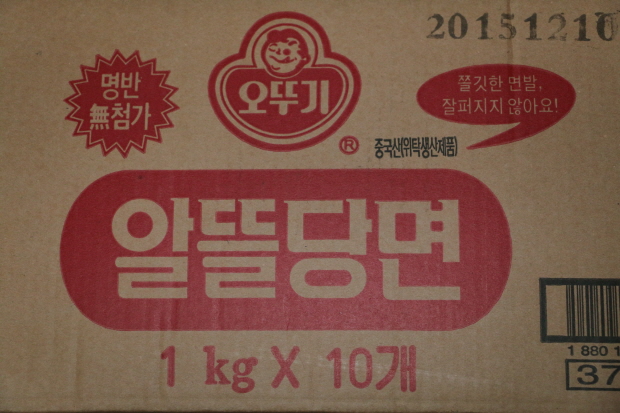 20151210
명반
無첨가
오뚜기
®
쫄깃한 면발,
잘퍼지지 않아요!
중국산(위탁생산제품)
알뜰당면
1 kg X 10개
1 880 1
37